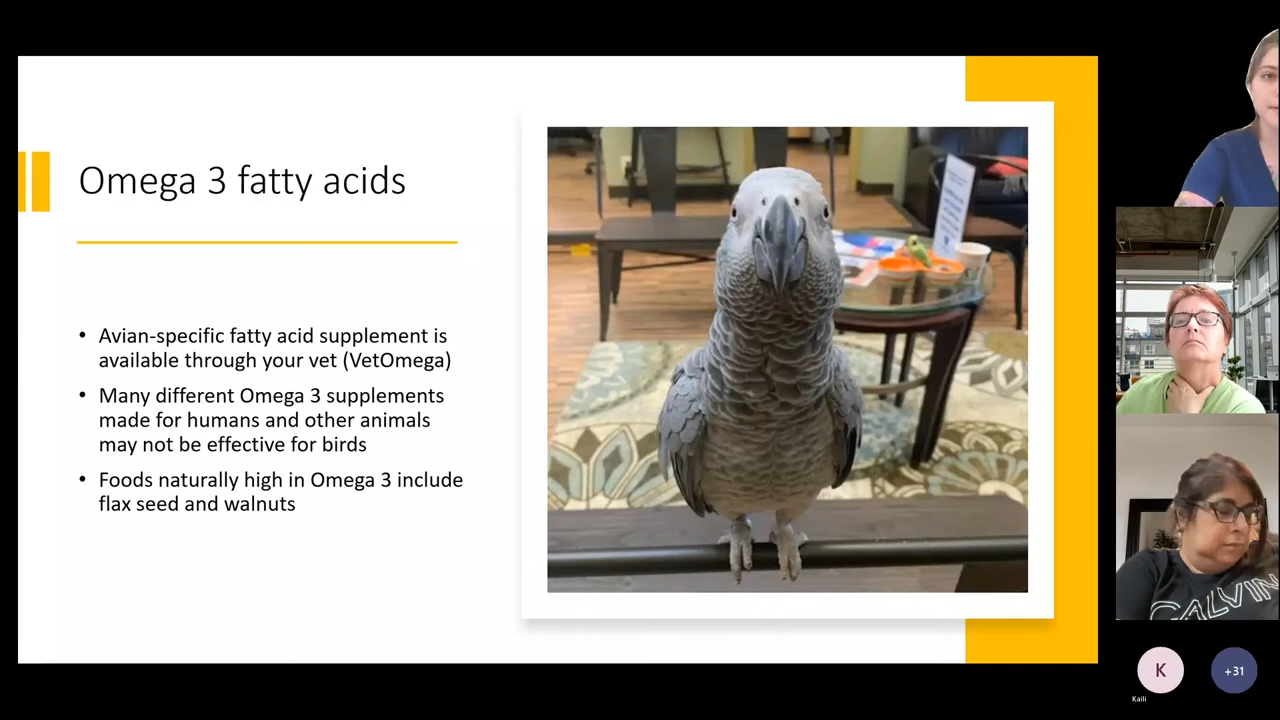 Omega 3 fatty acids
• Avian-specific fatty acid supplement is
available through your vet (VetOmega)
• Many different Omega 3 supplements
made for humans and other animals
may not be effective for birds
• Foods naturally high in Omega 3 include
flax seed and walnuts
CALVIN
K
+31
Kaili